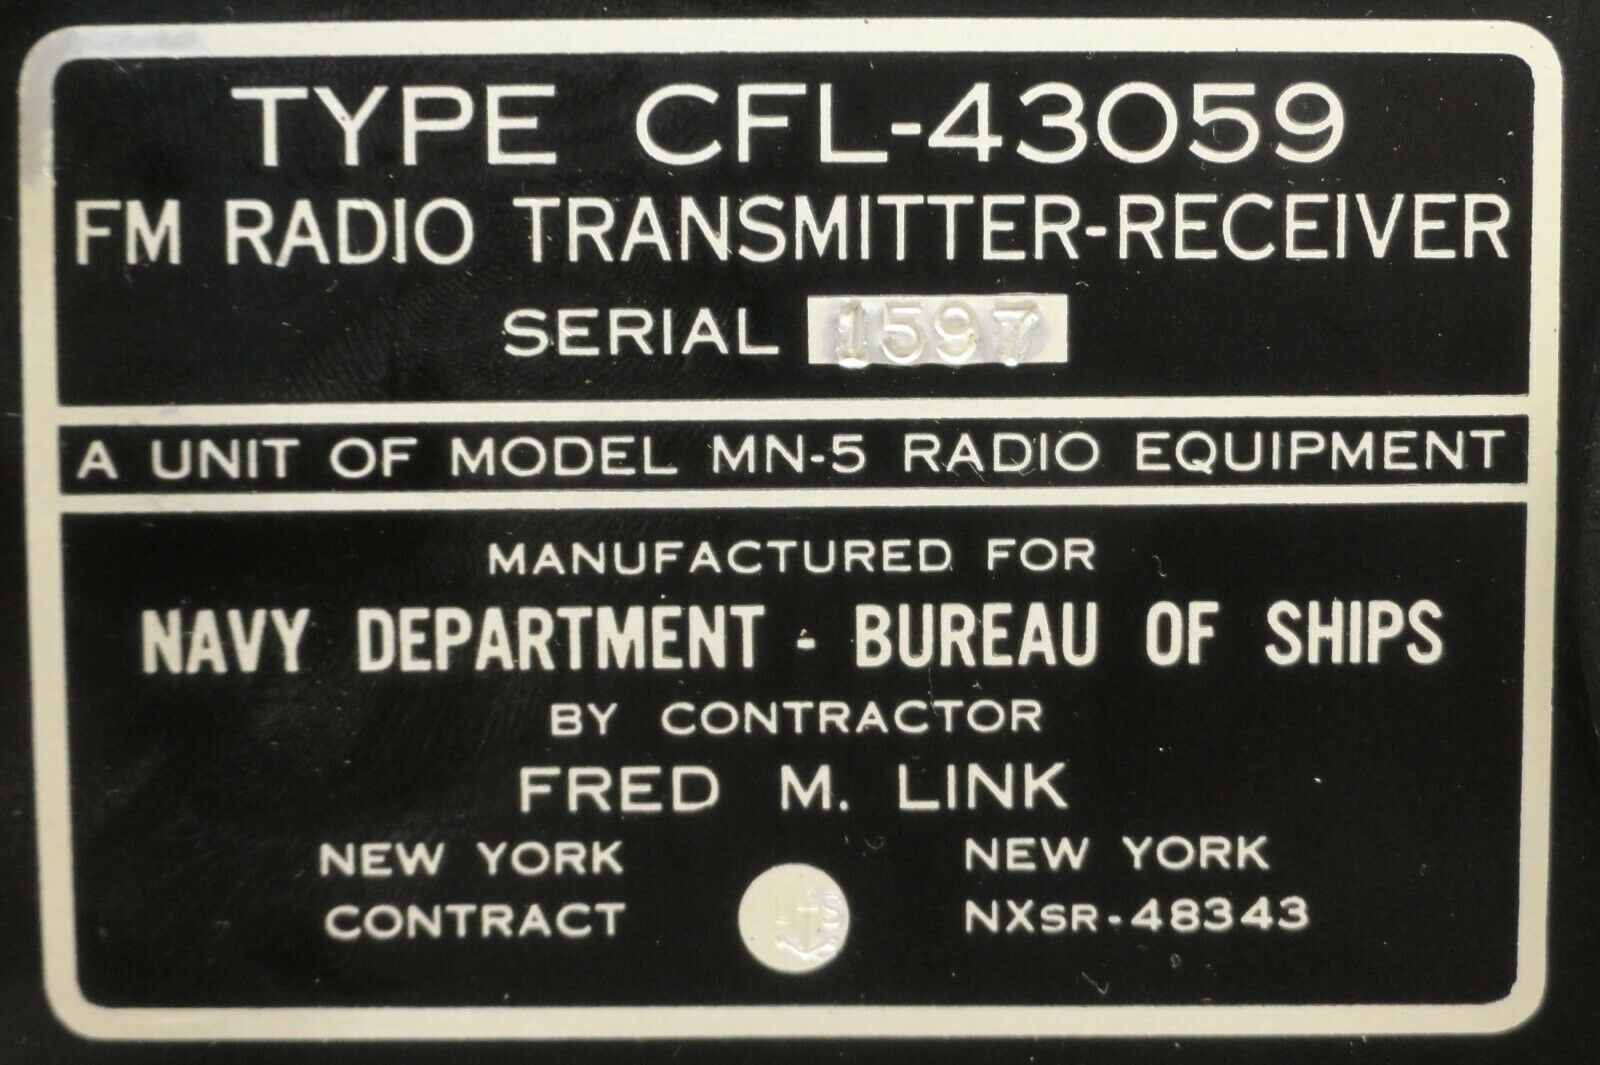 TYPE CFL-43059
FM RADIO TRANSMITTER-RECEIVER
SERIAL 1597
A UNIT OF MODEL MN-5 RADIO EQUIPMENT
MANUFACTURED FOR
NAVY DEPARTMENT - BUREAU OF SHIPS
BY CONTRACTOR
FRED M. LINK
NEW YORK NEW YORK
CONTRACT NXSR-48343